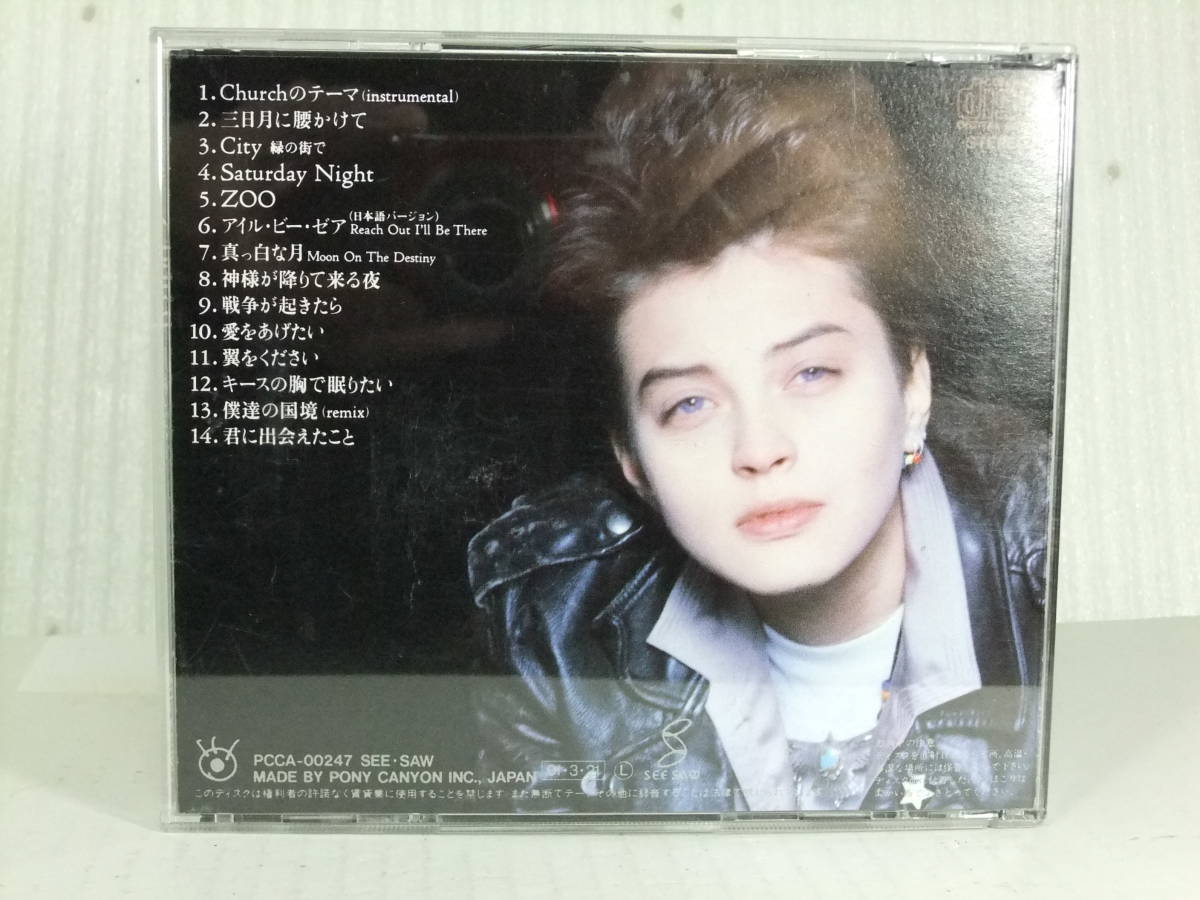 1. Churchのテーマ (instrumental)
2. 三日月に腰かけて
3. City 緑の街で
4. Saturday Night
5. ZOO
6. アイル・ビー・ゼア (日本語バージョン) Reach Out I'll Be There
7. 真っ白な月 Moon On The Destiny
8. 神様が降りて来る夜
9. 戦争が起きたら
10. 愛をあげたい
11. 翼をください
12. キースの胸で眠りたい
13. 僕達の国境 (remix)
14. 君に出会えたこと
STEREO
SEE・SAW
PCCA-00247 SEE・SAW
MADE BY PONY CANYON INC., JAPAN 91・3・21 L
このディスクは権利者の許諾なく賃貸業に使用することを禁じます